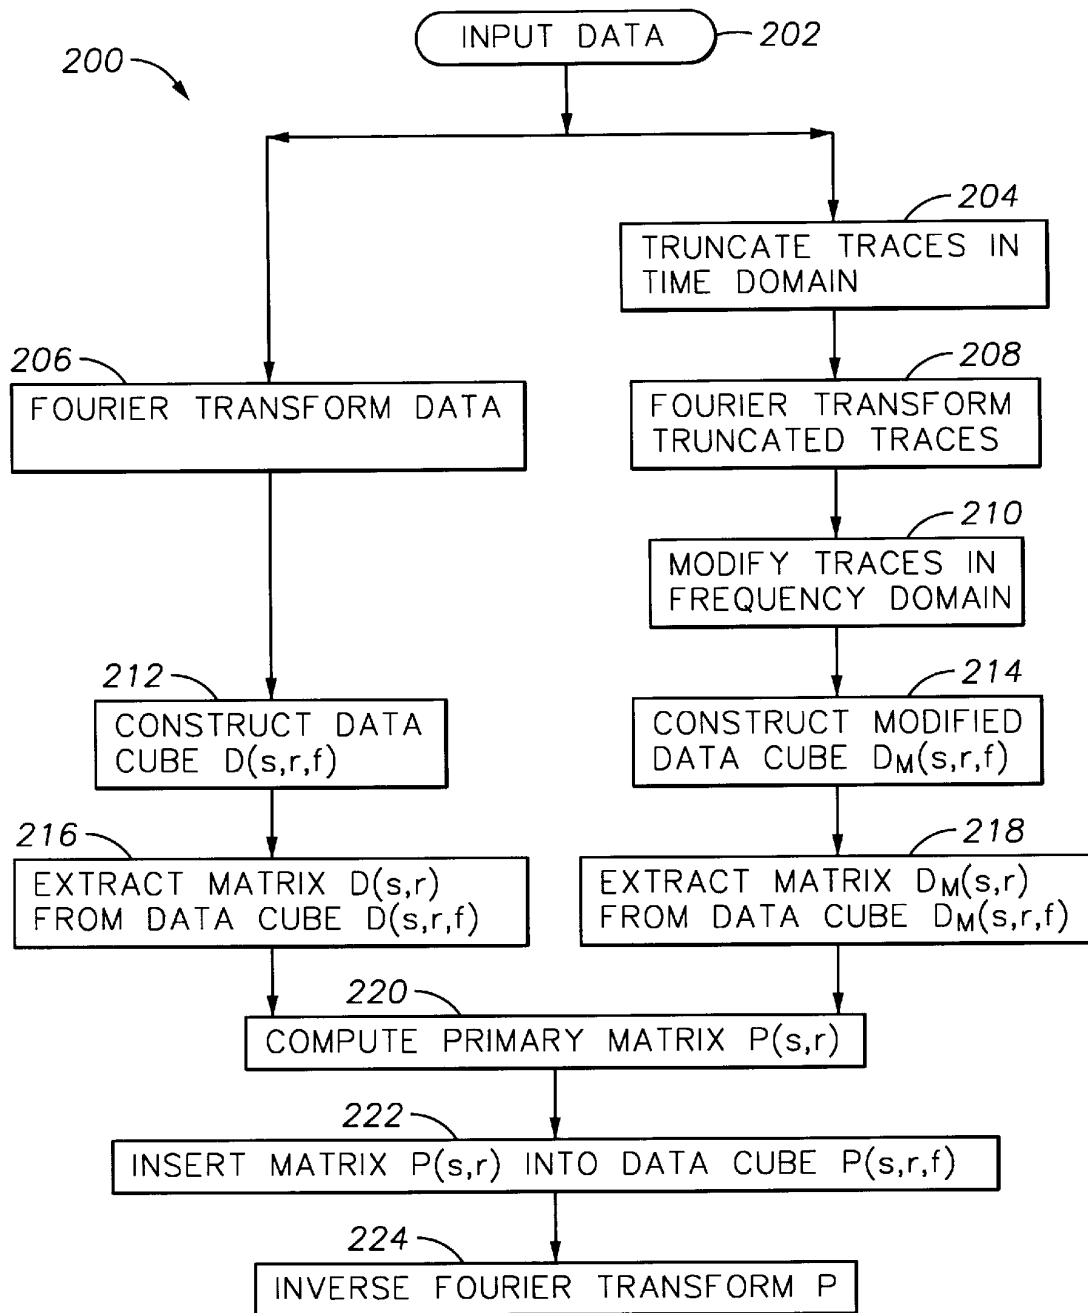 INPUT DATA
202
200
204
TRUNCATE TRACES IN
TIME DOMAIN
206
FOURIER TRANSFORM DATA
208
FOURIER TRANSFORM
TRUNCATED TRACES
210
MODIFY TRACES IN
FREQUENCY DOMAIN
212
CONSTRUCT DATA
CUBE D(s,r,f)
214
CONSTRUCT MODIFIED
DATA CUBE DM(s,r,f)
216
EXTRACT MATRIX D(s,r)
FROM DATA CUBE D(s,r,f)
218
EXTRACT MATRIX DM(s,r)
FROM DATA CUBE DM(s,r,f)
220
COMPUTE PRIMARY MATRIX P(s,r)
222
INSERT MATRIX P(s,r) INTO DATA CUBE P(s,r,f)
224
INVERSE FOURIER TRANSFORM P